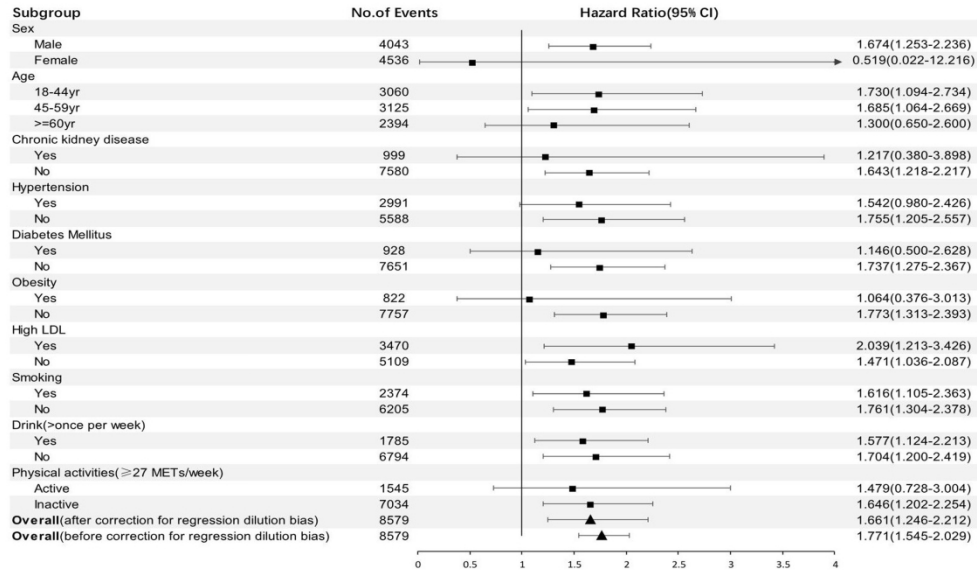 Subgroup No.of Events Hazard Ratio(95% CI)
Sex
Male 4043 1.674(1.253-2.236)
Female 4536 0.519(0.022-12.216)
Age
18-44yr 3060 1.730(1.094-2.734)
45-59yr 3125 1.685(1.064-2.669)
>=60yr 2394 1.300(0.650-2.600)
Chronic kidney disease
Yes 999 1.217(0.380-3.898)
No 7580 1.643(1.218-2.217)
Hypertension
Yes 2991 1.542(0.980-2.426)
No 5588 1.755(1.205-2.557)
Diabetes Mellitus
Yes 928 1.146(0.500-2.628)
No 7651 1.737(1.275-2.367)
Obesity
Yes 822 1.064(0.376-3.013)
No 7757 1.773(1.313-2.393)
High LDL
Yes 3470 2.039(1.213-3.426)
No 5109 1.471(1.036-2.087)
Smoking
Yes 2374 1.616(1.105-2.363)
No 6205 1.761(1.304-2.378)
Drink(>once per week)
Yes 1785 1.577(1.124-2.213)
No 6794 1.704(1.200-2.419)
Physical activities(≥27 METs/week)
Active 1545 1.479(0.728-3.004)
Inactive 7034 1.646(1.202-2.254)
Overall(after correction for regression dilution bias) 8579 1.661(1.246-2.212)
Overall(before correction for regression dilution bias) 8579 1.771(1.545-2.029)
0 0.5 1 1.5 2 2.5 3 3.5 4